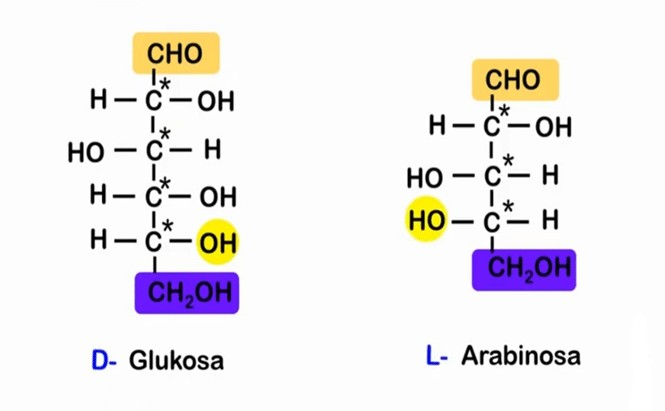 CHO
H – C* – OH
HO – C* – H
H – C* – OH
H – C* – OH
CH₂OH
D- Glukosa
CHO
H – C* – OH
HO – C* – H
HO – C* – H
CH₂OH
L- Arabinosa